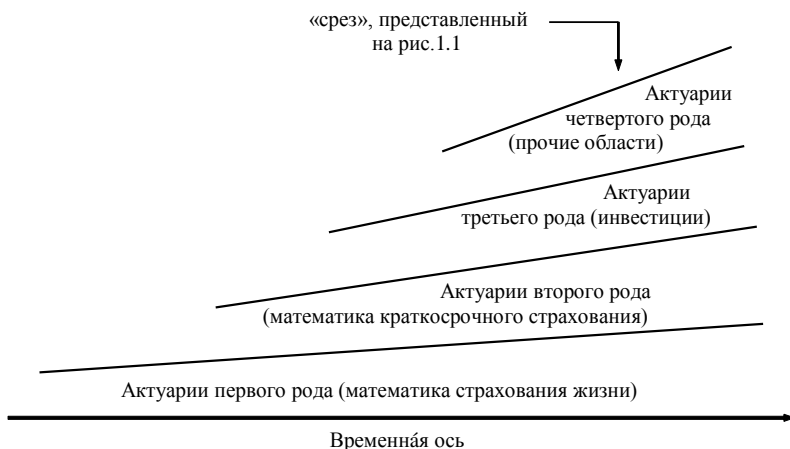 «срез», представленный
на рис.1.1
Актуарии
четвертого рода
(прочие области)
Актуарии
третьего рода (инвестиции)
Актуарии второго рода
(математика краткосрочного страхования)
Актуарии первого рода (математика страхования жизни)
Временна́я ось